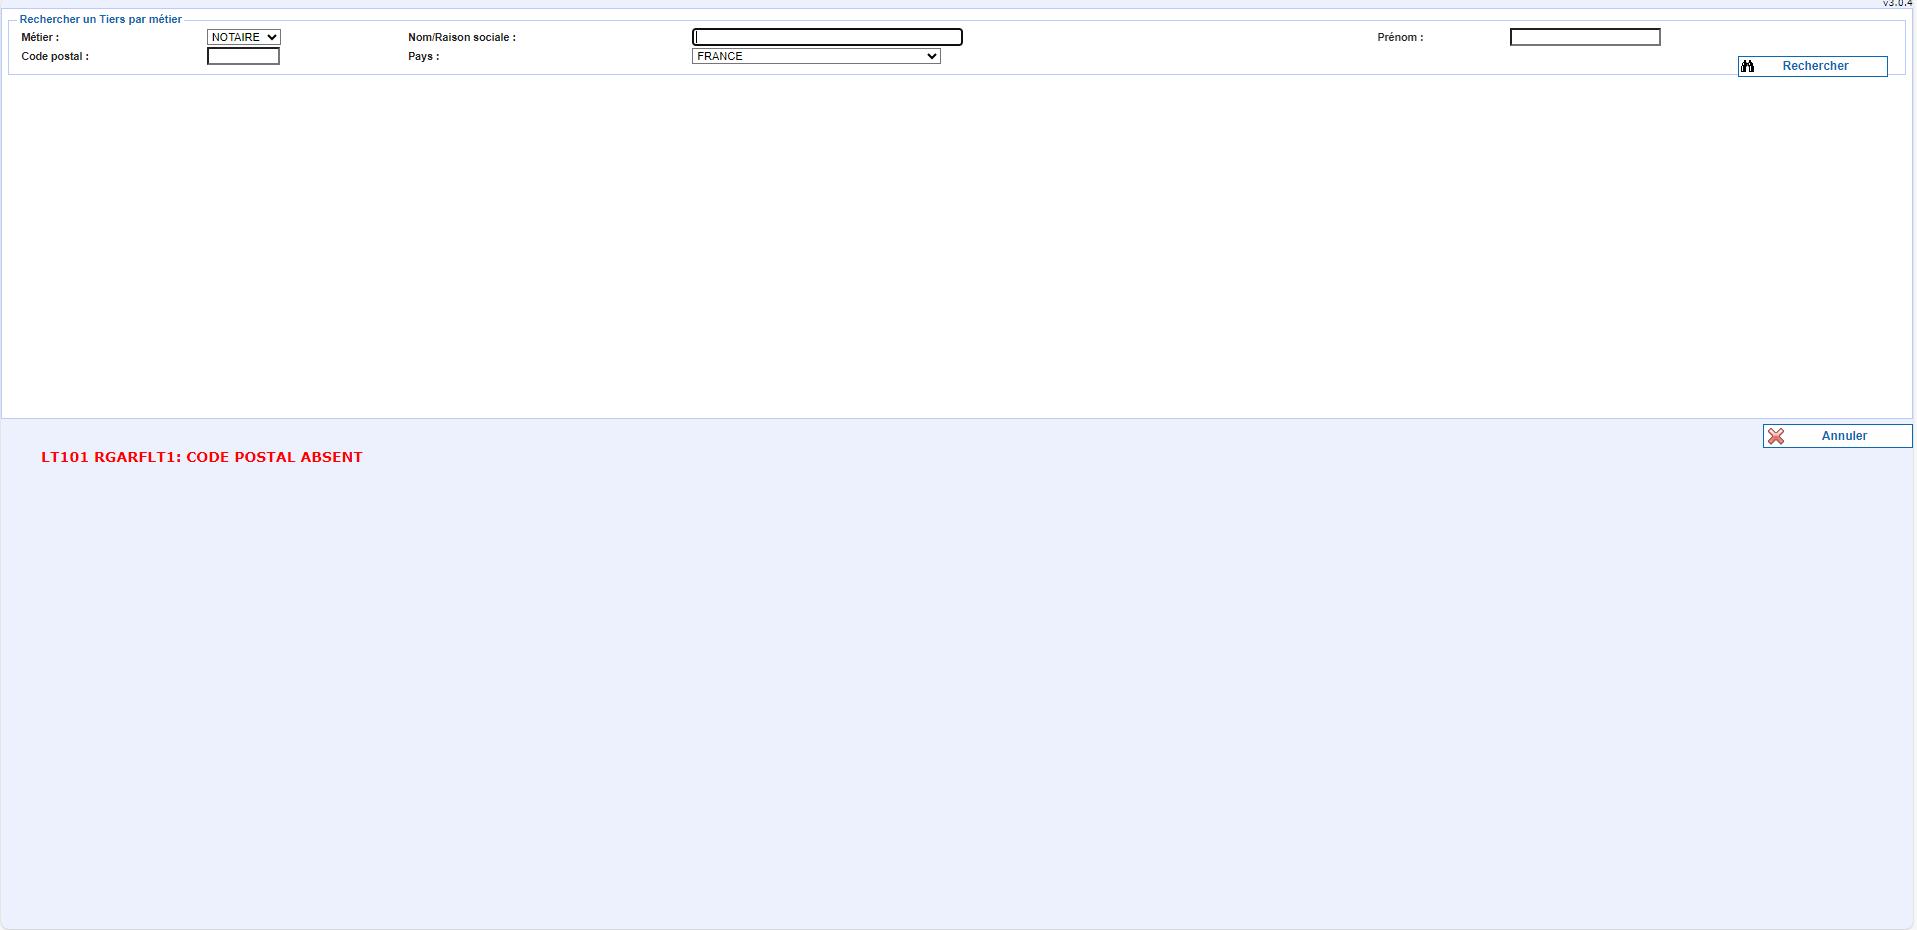 v3.0.4
Rechercher un Tiers par métier
Métier : NOTAIRE Nom/Raison sociale : Prénom :
Code postal : Pays : FRANCE
Rechercher
Annuler
LT101 RGARFLT1: CODE POSTAL ABSENT